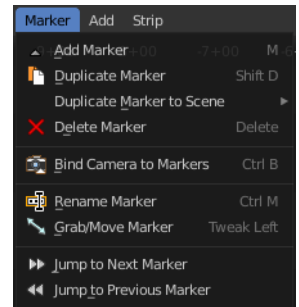 Marker Add Strip
Add Marker M
Duplicate Marker Shift D
Duplicate Marker to Scene
Delete Marker Delete
Bind Camera to Markers Ctrl B
Rename Marker Ctrl M
Grab/Move Marker Tweak Left
Jump to Next Marker
Jump to Previous Marker